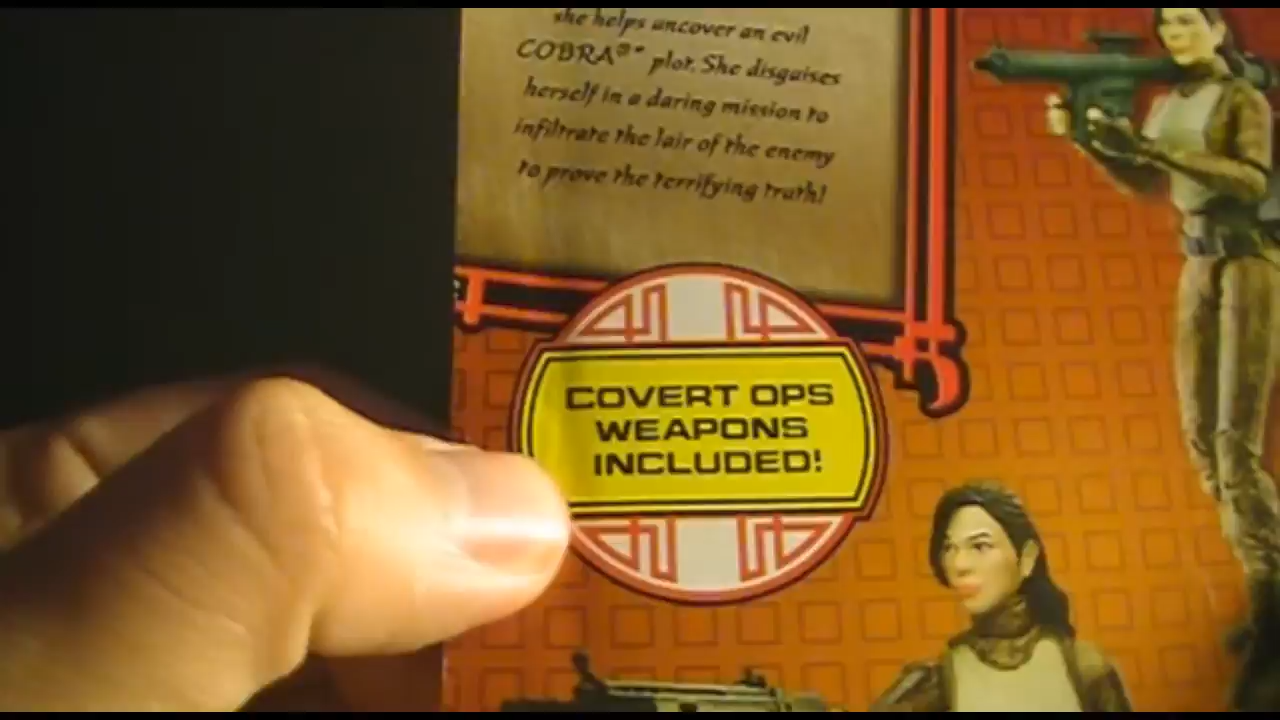 she helps uncover an evil
COBRA®* plot. She disguises
herself in a daring mission to
infiltrate the lair of the enemy
to prove the terrifying truth!
COVERT OPS
WEAPONS
INCLUDED!